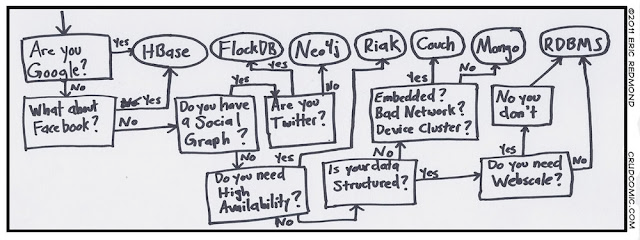 Are you
Google?
Yes
No
HBase
FlockDB
Neo4j
Riak
Couch
Mongo
RDBMS
What about
Facebook?
No Yes
No
Do you have
a Social
Graph?
Yes
No
Are you
Twitter?
Yes
No
Embedded?
Bad Network?
Device Cluster?
Yes
No
No you
don't
Do you need
High
Availability?
Yes
No
Is your data
Structured?
No
Yes
Do you need
Webscale?
Yes
No
©2011 ERIC REDMOND
CRUDCOMIC.COM